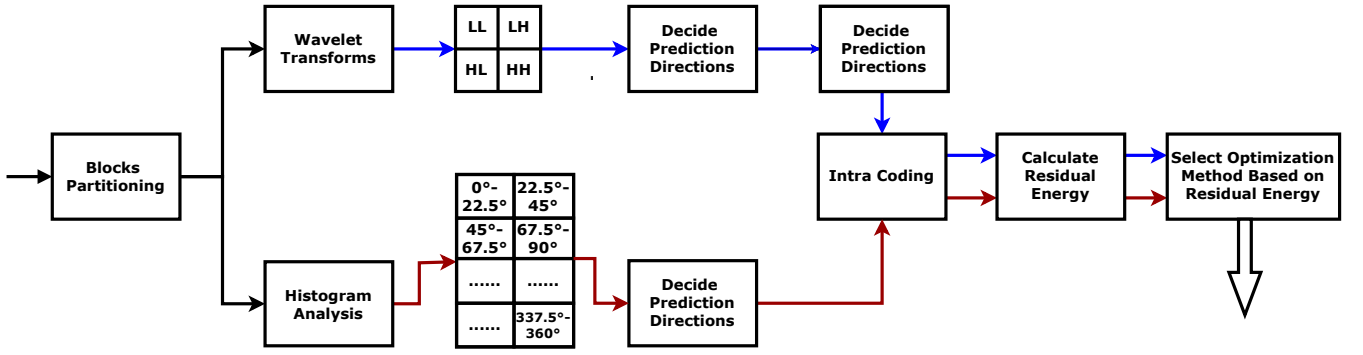 Wavelet
Transforms
LL
LH
HL
HH
Decide
Prediction
Directions
Decide
Prediction
Directions
Blocks
Partitioning
Intra Coding
Calculate
Residual
Energy
Select Optimization
Method Based on
Residual Energy
Histogram
Analysis
0°-
22.5°
22.5°-
45°
45°-
67.5°
67.5°-
90°
......
......
......
337.5°-
360°
Decide
Prediction
Directions